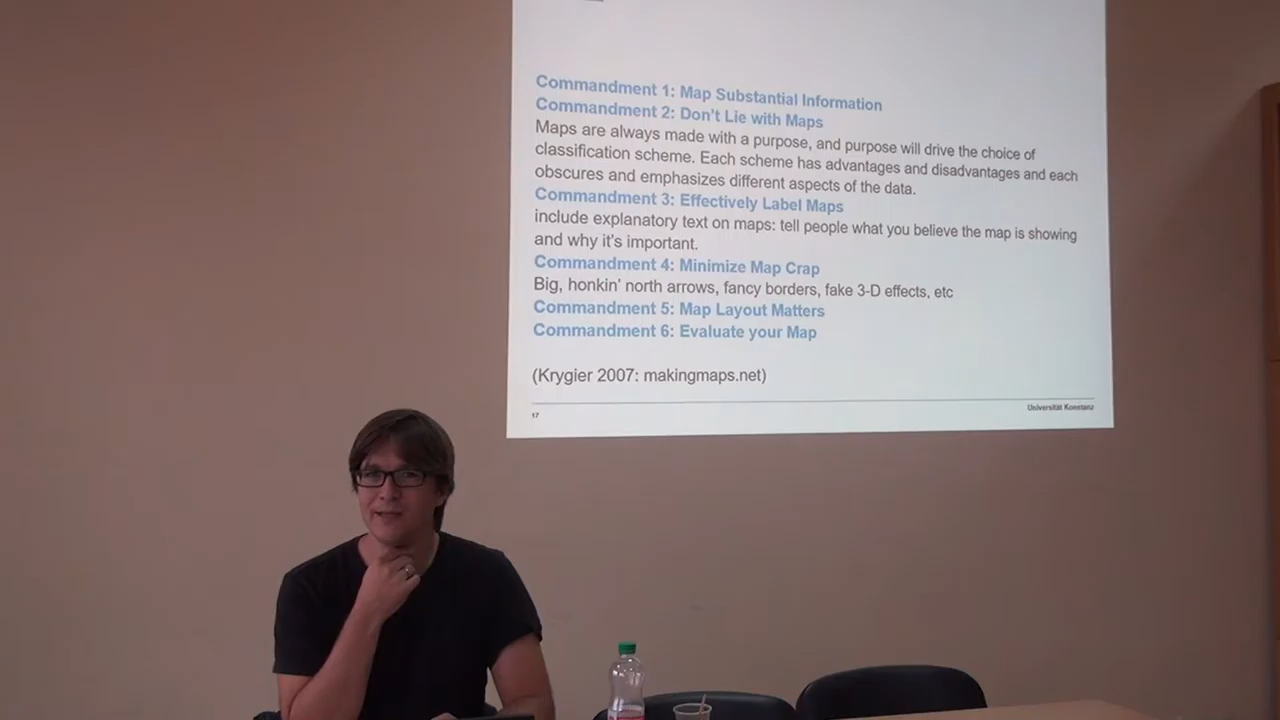 Commandment 1: Map Substantial Information
Commandment 2: Don't Lie with Maps
Maps are always made with a purpose, and purpose will drive the choice of
classification scheme. Each scheme has advantages and disadvantages and each
obscures and emphasizes different aspects of the data.
Commandment 3: Effectively Label Maps
include explanatory text on maps: tell people what you believe the map is showing
and why it's important.
Commandment 4: Minimize Map Crap
Big, honkin' north arrows, fancy borders, fake 3-D effects, etc
Commandment 5: Map Layout Matters
Commandment 6: Evaluate your Map
(Krygier 2007: makingmaps.net)
17
Universität Konstanz